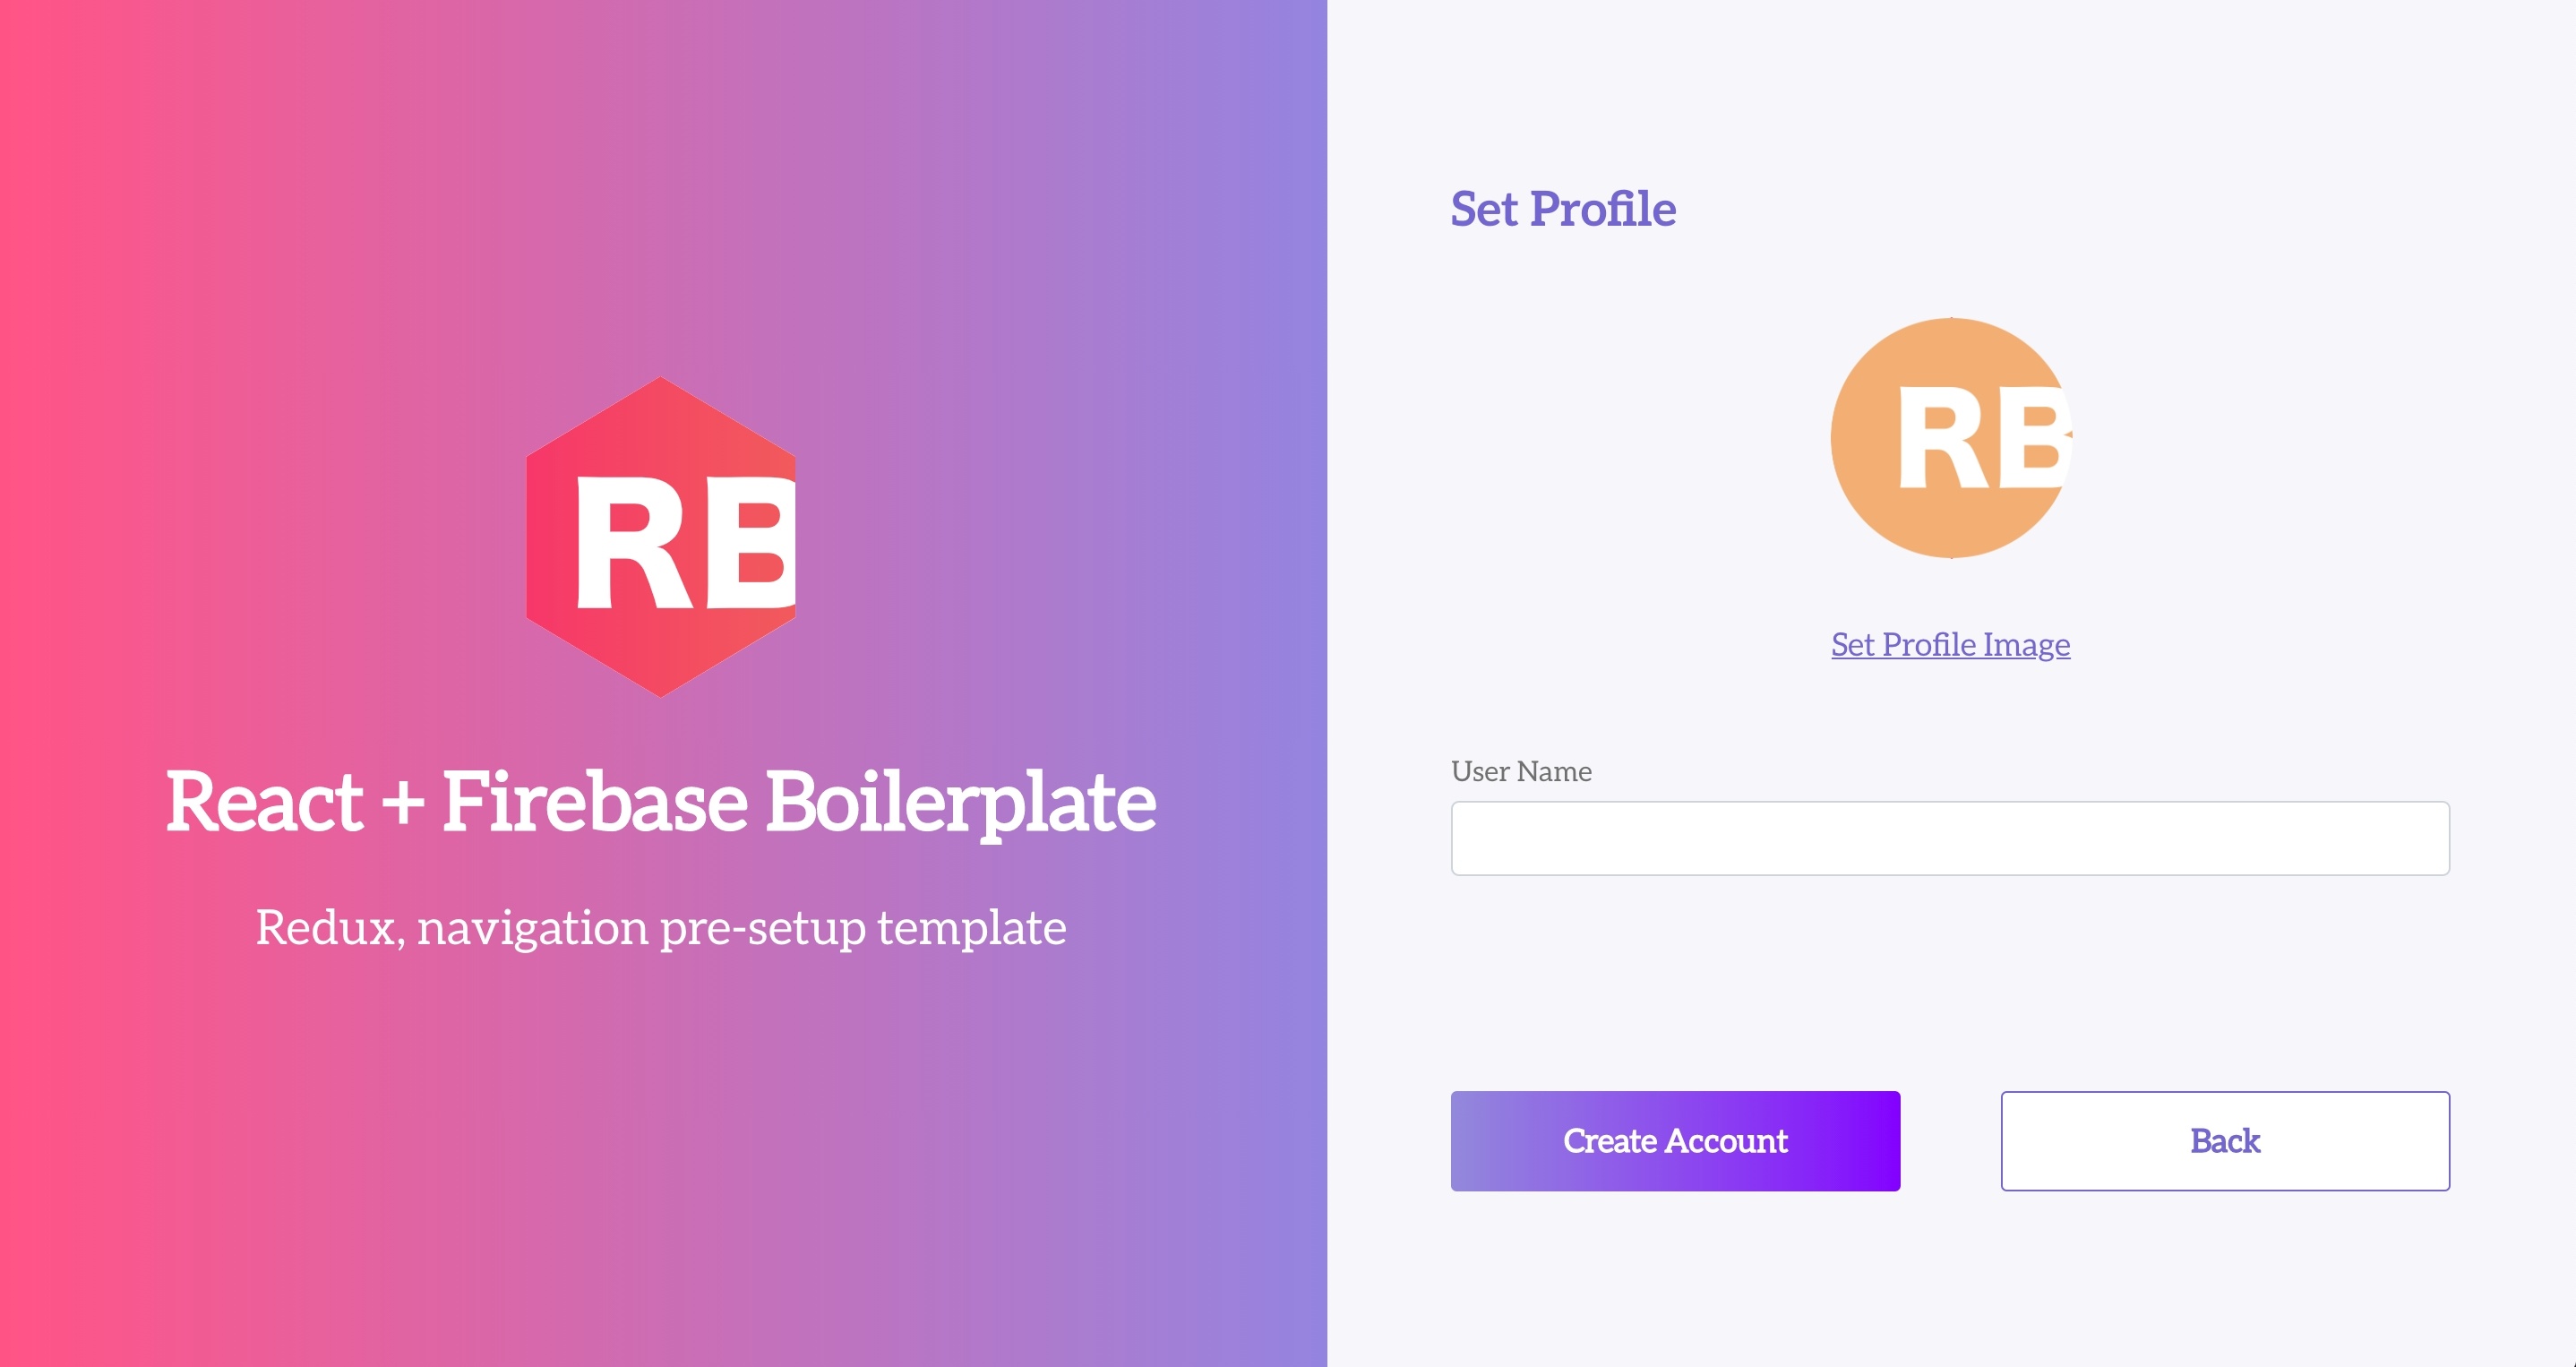 RB
React + Firebase Boilerplate
Redux, navigation pre-setup template
Set Profile
RB
Set Profile Image
User Name
Create Account
Back